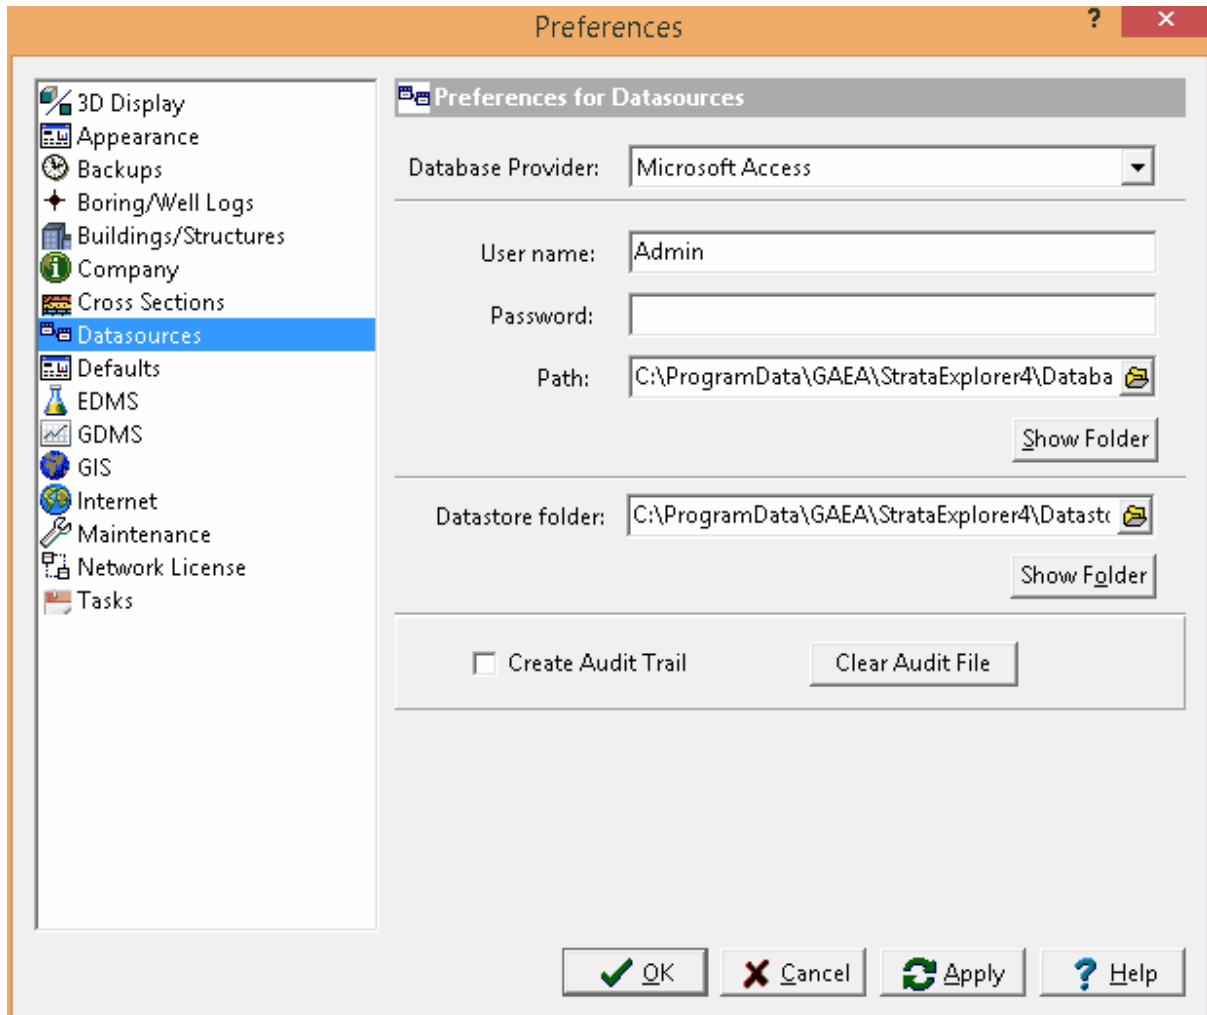 Preferences
?
3D Display
Appearance
Backups
Boring/Well Logs
Buildings/Structures
Company
Cross Sections
Datasources
Defaults
EDMS
GDMS
GIS
Internet
Maintenance
Network License
Tasks
Preferences for Datasources
Database Provider: Microsoft Access
User name: Admin
Password:
Path: C:\ProgramData\GAEA\StrataExplorer4\Databa
Show Folder
Datastore folder: C:\ProgramData\GAEA\StrataExplorer4\Datast
Show Folder
Create Audit Trail Clear Audit File
OK Cancel Apply ? Help